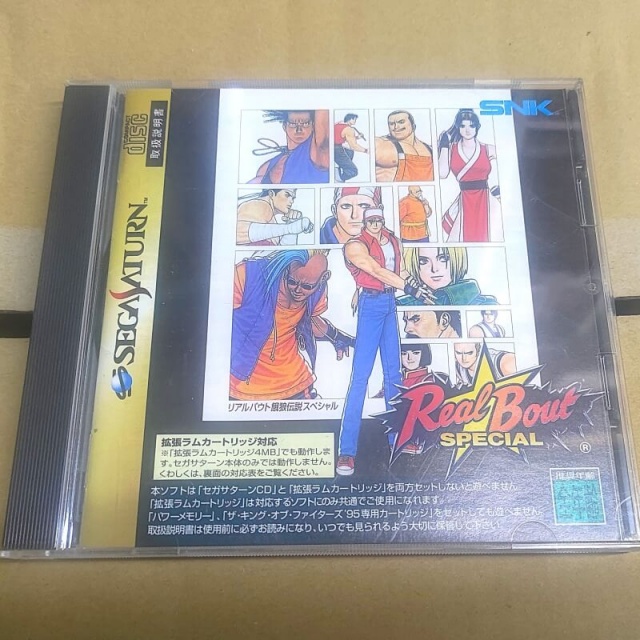 COMPACT
disc
取扱説明書
SEGA SATURN™
SNK®
リアルバウト餓狼伝説スペシャル
Real Bout
SPECIAL
®
拡張ラムカートリッジ対応
※「拡張ラムカートリッジ4MB」でも動作しま
す。セガサターン本体のみでは動作しません。
くわしくは、裏面の対応表をご覧ください。
本ソフトは「セガサターンCD」と「拡張ラムカートリッジ」を両方セットしないと遊べません。
「拡張ラムカートリッジ」は対応するソフトにのみ共通でご使用になれます。
「パワーメモリー」、「ザ・キング・オブ・ファイターズ'95専用カートリッジ」をセットしても遊べません。
取扱説明書は使用前に必ずお読みになり、いつでも見られるよう大切に保管して下さい。
推奨年齢